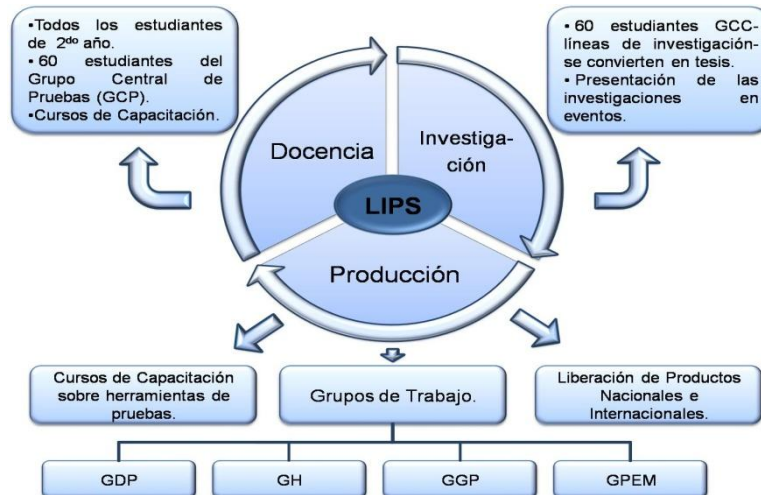 •Todos los estudiantes
de 2do año.
• 60 estudiantes del
Grupo Central de
Pruebas (GCP).
•Cursos de Capacitación.
• 60 estudiantes GCC-
líneas de investigación-
se convierten en tesis.
• Presentación de las
investigaciones en
eventos.
Docencia
Investiga-
ción
LIPS
Producción
Cursos de Capacitación
sobre herramientas de
pruebas.
Grupos de Trabajo.
Liberación de Productos
Nacionales e
Internacionales.
GDP
GH
GGP
GPEM